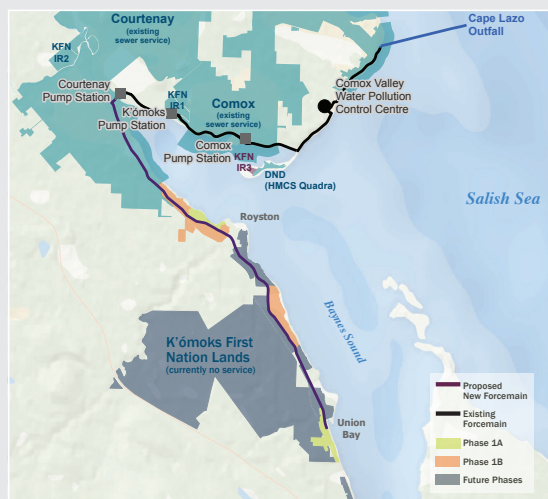 Courtenay
(existing
sewer service)
Cape Lazo
Outfall
KFN
IR2
Courtenay
Pump Station
KFN
IR1
K'ómoks
Pump Station
Comox
(existing
sewer service)
Comox Valley
Water Pollution
Control Centre
Comox
Pump Station
KFN
IR3
DND
(HMCS Quadra)
Salish Sea
Royston
Baynes Sound
K'ómoks First
Nation Lands
(currently no service)
Union
Bay
Proposed
New Forcemain
Existing
Forcemain
Phase 1A
Phase 1B
Future Phases